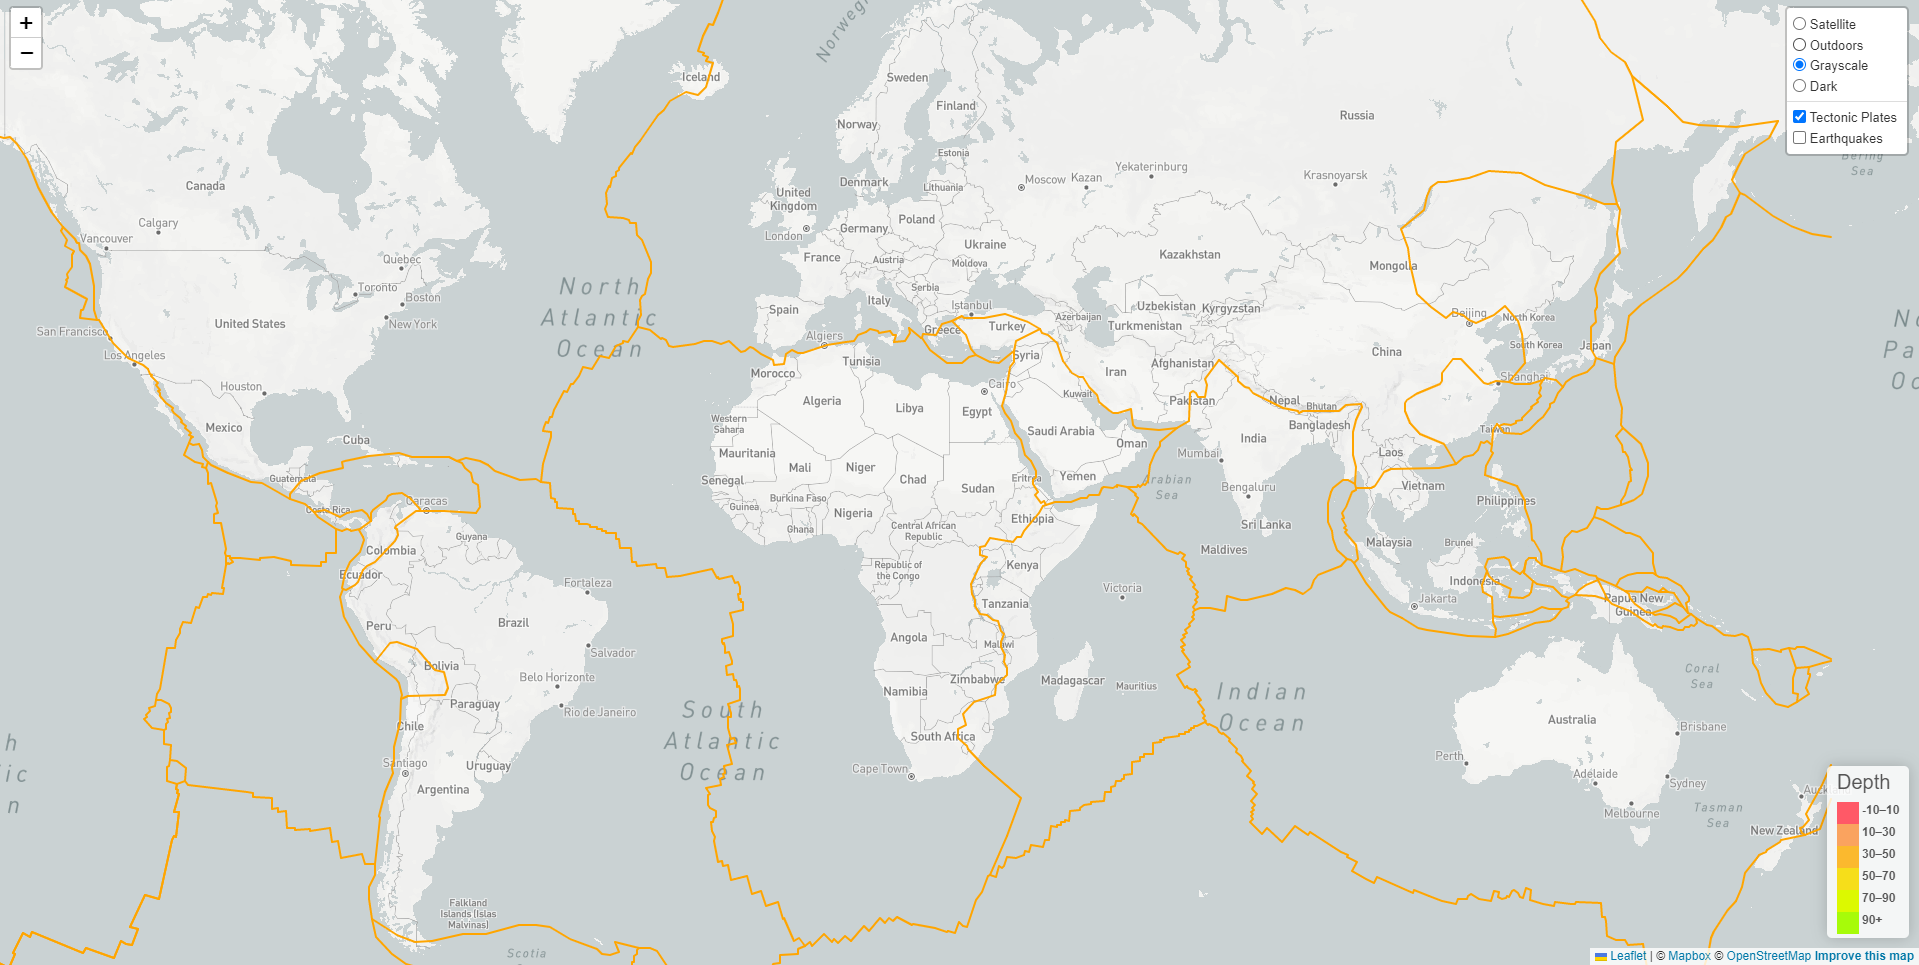 +
−
Satellite
Outdoors
Grayscale
Dark
Tectonic Plates
Earthquakes
Iceland
Sweden
Finland
Norway
Russia
Estonia
Yekaterinburg
Moscow
Kazan
Krasnoyarsk
Bering
Sea
Canada
Denmark
Lithuania
United
Kingdom
Calgary
Poland
Germany
London
Vancouver
Ukraine
Kazakhstan
France
Austria
Moldova
Mongolia
Quebec
Toronto
Boston
Serbia
North
Atlantic
Ocean
Italy
Istanbul
Spain
Uzbekistan
Kyrgyzstan
Beijing
North Korea
Azerbaijan
Turkmenistan
United States
New York
San Francisco
Algiers
Greece
Turkey
South Korea
Japan
Los Angeles
Tunisia
Syria
China
Afghanistan
Iran
Morocco
Shanghai
Houston
Cairo
Kuwait
Pakistan
Nepal
Bhutan
Algeria
Libya
Egypt
Western
Sahara
Bangladesh
Mexico
Saudi Arabia
Taiwan
Cuba
Oman
India
Mauritania
Mumbai
Laos
Mali
Niger
Chad
Yemen
Arabian
Sea
Guatemala
Senegal
Eritrea
Sudan
Bengaluru
Vietnam
Caracas
Burkina Faso
Philippines
Costa Rica
Guinea
Nigeria
Ethiopia
Ghana
Central African
Republic
Sri Lanka
Guyana
Colombia
Malaysia
Brunei
Maldives
Republic of
the Congo
Kenya
Ecuador
Fortaleza
Indonesia
Victoria
Jakarta
Tanzania
Papua New
Guinea
Peru
Brazil
Angola
Malawi
Salvador
Bolivia
Belo Horizonte
Zimbabwe
Madagascar
Mauritius
Coral
Sea
Namibia
Indian
Ocean
Paraguay
Rio de Janeiro
South
Atlantic
Ocean
Chile
South Africa
Australia
Brisbane
Santiago
Uruguay
Cape Town
Perth
Adelaide
Sydney
Argentina
Melbourne
Tasman
Sea
New Zealand
Falkland
Islands (Islas
Malvinas)
Scotia
Depth
-10–10
10–30
30–50
50–70
70–90
90+
Leaflet | © Mapbox © OpenStreetMap Improve this map